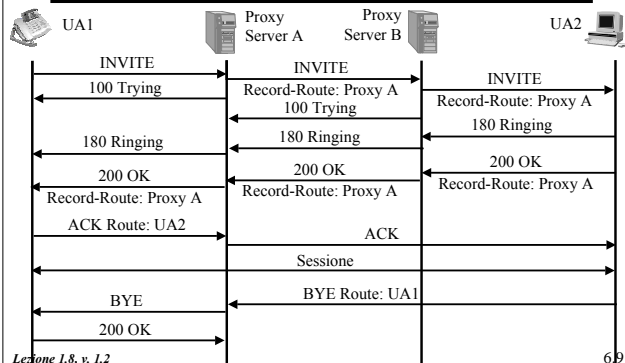 UA1
Proxy
Server A
Proxy
Server B
UA2
INVITE
INVITE
INVITE
100 Trying
Record-Route: Proxy A
Record-Route: Proxy A
100 Trying
180 Ringing
180 Ringing
180 Ringing
200 OK
200 OK
200 OK
Record-Route: Proxy A
Record-Route: Proxy A
Record-Route: Proxy A
ACK Route: UA2
ACK
Sessione
BYE
BYE Route: UA1
200 OK
Lezione 1.8, v. 1.2
6.9